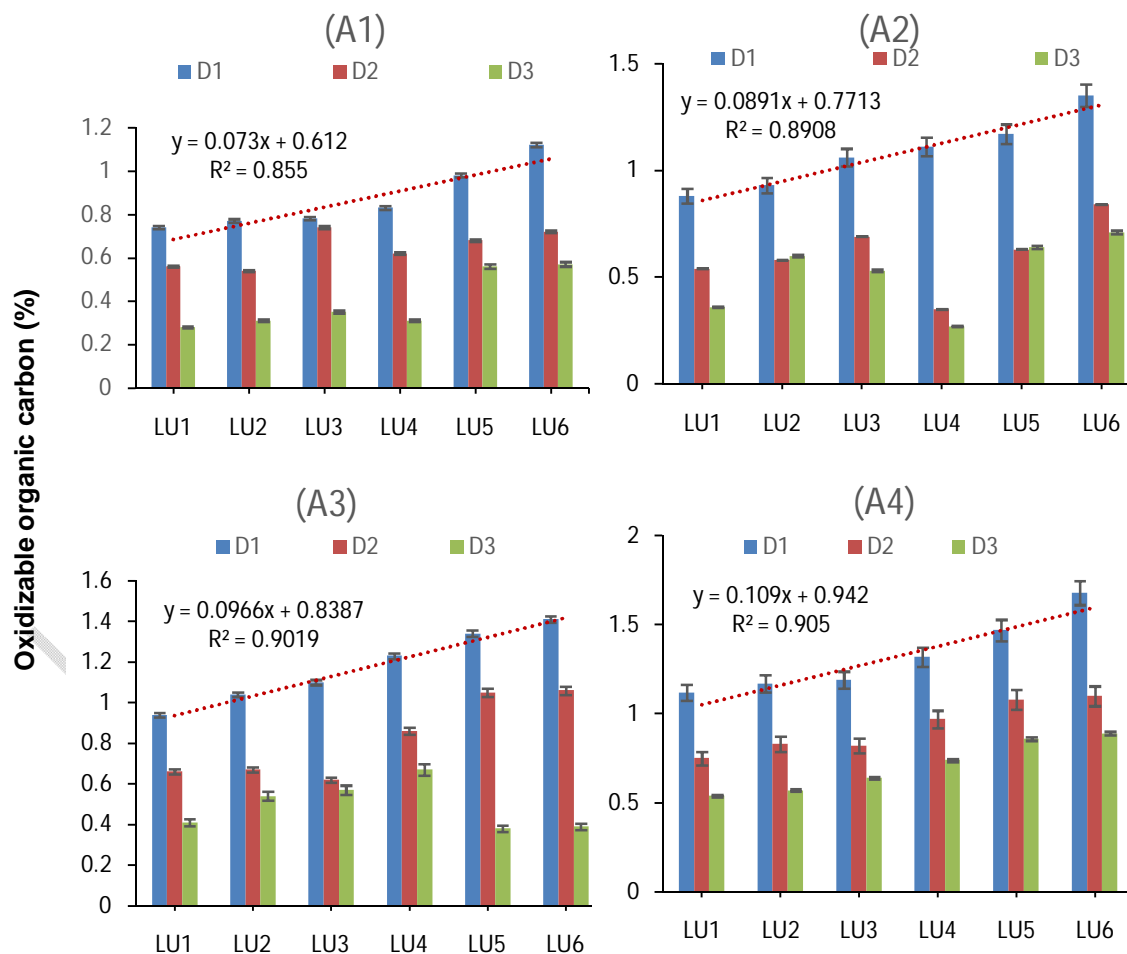 Oxidizable organic carbon (%)
(A1)
D1 D2 D3
y = 0.073x + 0.612
R² = 0.855
1.2
1
0.8
0.6
0.4
0.2
0
LU1 LU2 LU3 LU4 LU5 LU6
(A2)
D1 D2 D3
y = 0.0891x + 0.7713
R² = 0.8908
1.5
1
0.5
0
LU1 LU2 LU3 LU4 LU5 LU6
(A3)
D1 D2 D3
y = 0.0966x + 0.8387
R² = 0.9019
1.6
1.4
1.2
1
0.8
0.6
0.4
0.2
0
LU1 LU2 LU3 LU4 LU5 LU6
(A4)
D1 D2 D3
y = 0.109x + 0.942
R² = 0.905
2
1.5
1
0.5
0
LU1 LU2 LU3 LU4 LU5 LU6